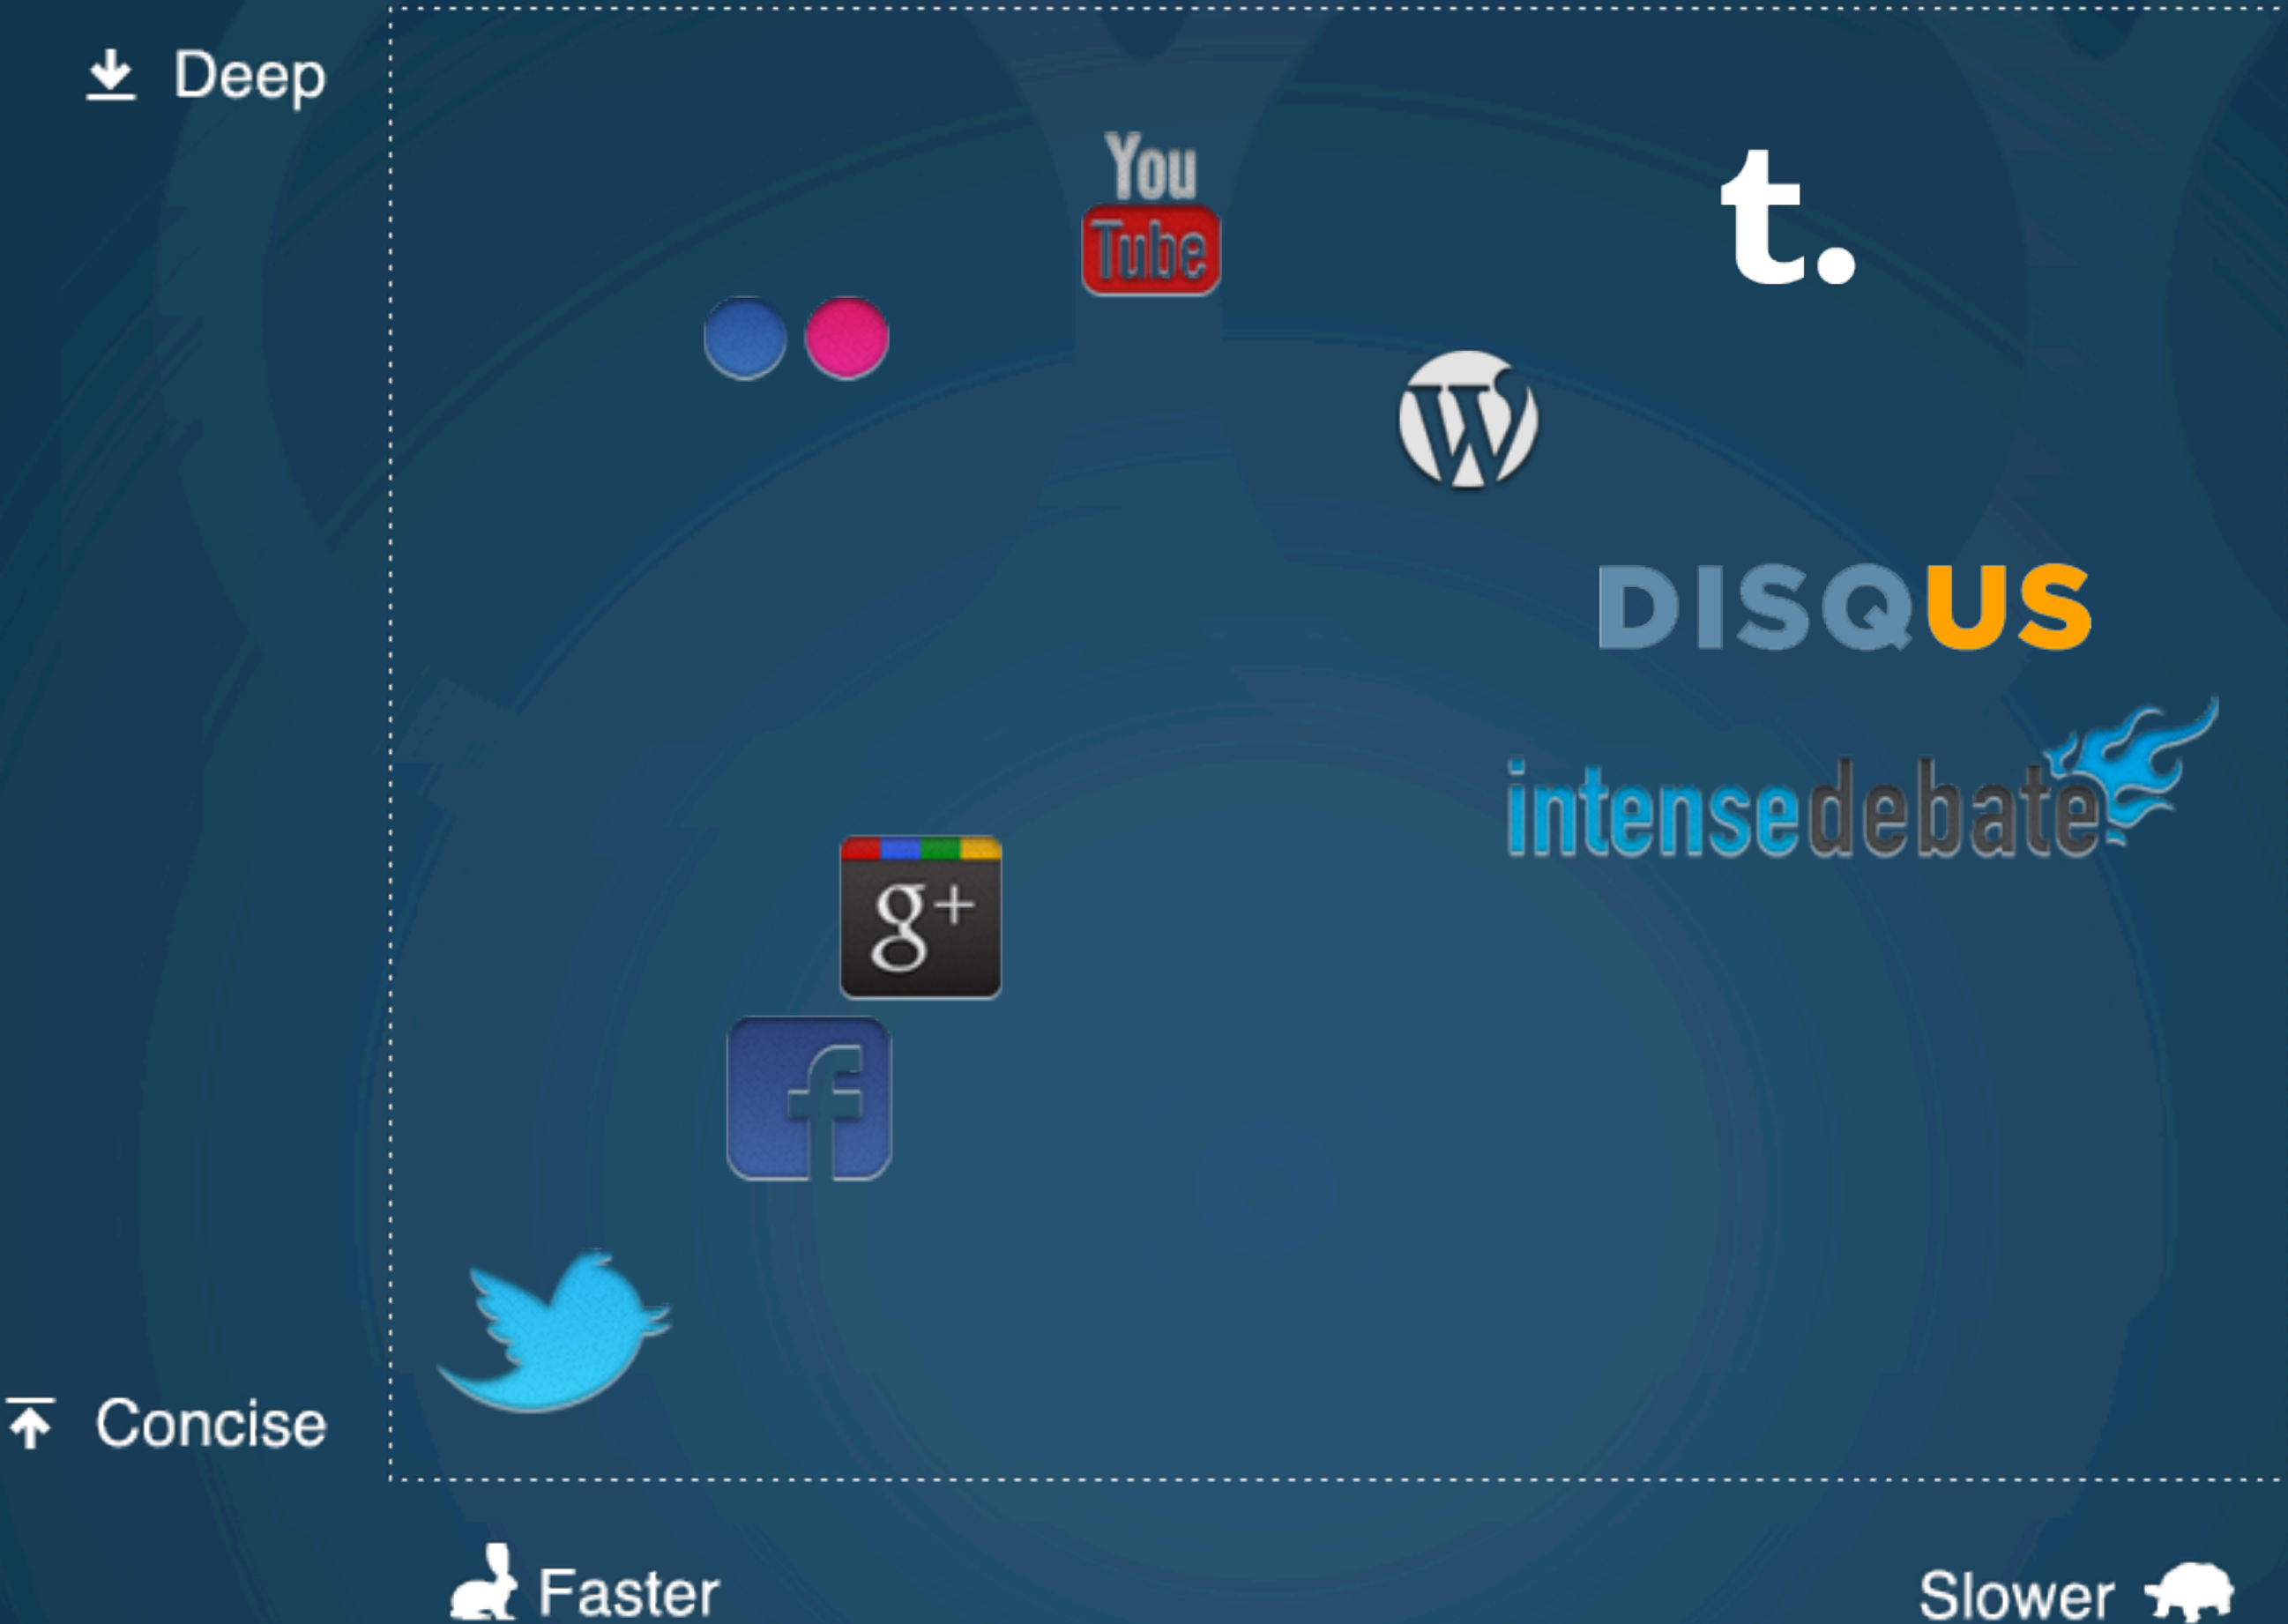 Deep
You
Tube
t.
W
DISQUS
intensedebate
g+
f
Concise
Faster
Slower